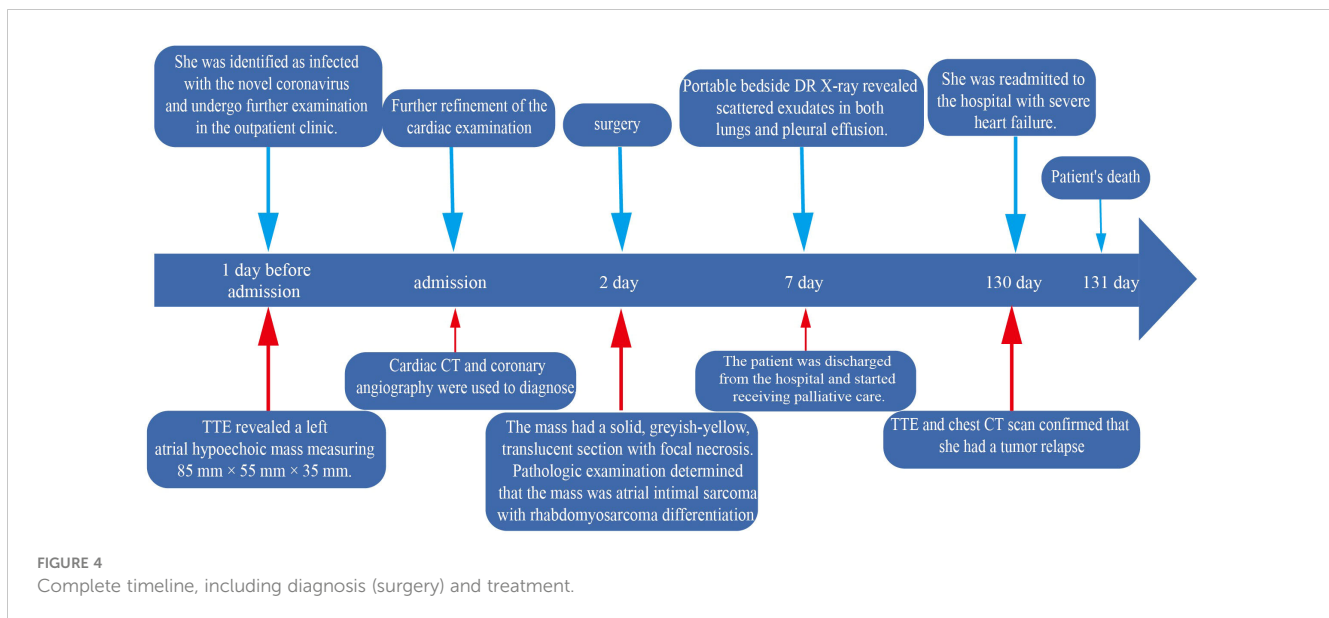 She was identified as infected
with the novel coronavirus
and undergo further examination
in the outpatient clinic.
Further refinement of the
cardiac examination
surgery
Portable bedside DR X-ray revealed
scattered exudates in both
lungs and pleural effusion.
She was readmitted to
the hospital with severe
heart failure.
Patient's death
1 day before
admission
admission
2 day
7 day
130 day
131 day
TTE revealed a left
atrial hypoechoic mass measuring
85 mm × 55 mm × 35 mm.
Cardiac CT and coronary
angiography were used to diagnose
The mass had a solid, greyish-yellow,
translucent section with focal necrosis.
Pathologic examination determined
that the mass was atrial intimal sarcoma
with rhabdomyosarcoma differentiation
The patient was discharged
from the hospital and started
receiving palliative care.
TTE and chest CT scan confirmed that
she had a tumor relapse
FIGURE 4
Complete timeline, including diagnosis (surgery) and treatment.